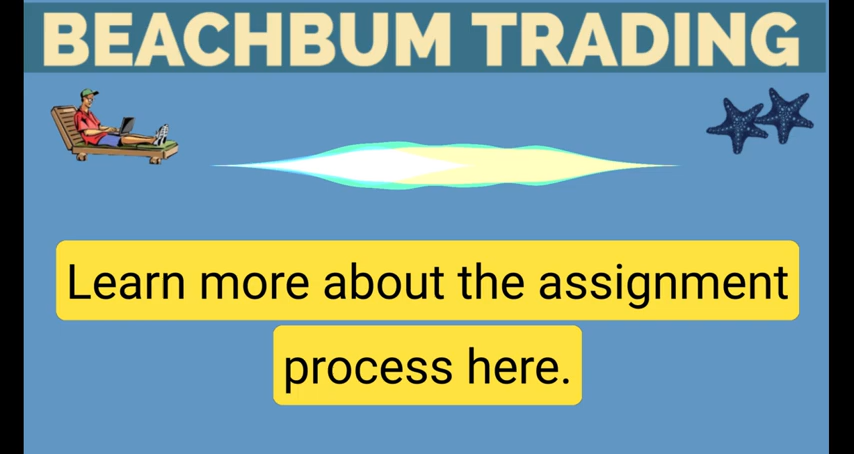 BEACHBUM TRADING
Learn more about the assignment
process here.